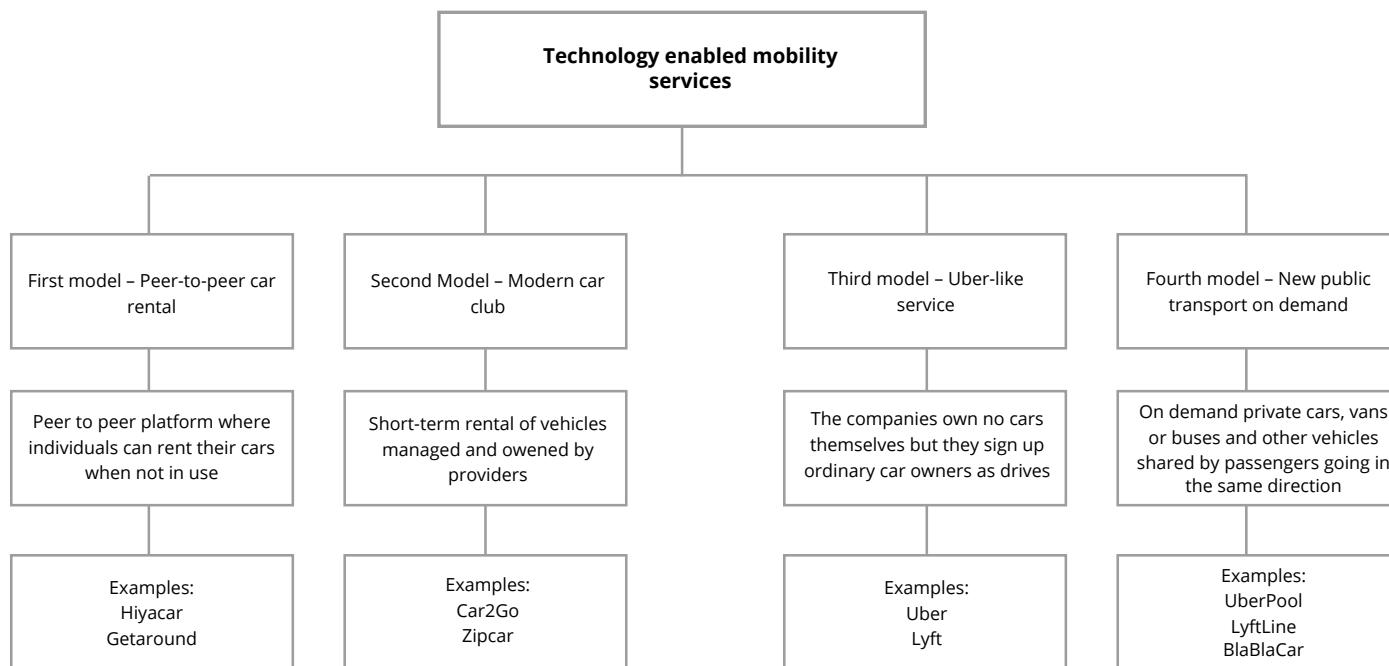 Technology enabled mobility
services
First model – Peer-to-peer car
rental
Second Model – Modern car
club
Third model – Uber-like
service
Fourth model – New public
transport on demand
Peer to peer platform where
individuals can rent their cars
when not in use
Short-term rental of vehicles
managed and owened by
providers
The companies own no cars
themselves but they sign up
ordinary car owners as drives
On demand private cars, vans
or buses and other vehicles
shared by passengers going in
the same direction
Examples:
Hiyacar
Getaround
Examples:
Car2Go
Zipcar
Examples:
Uber
Lyft
Examples:
UberPool
LyftLine
BlaBlaCar